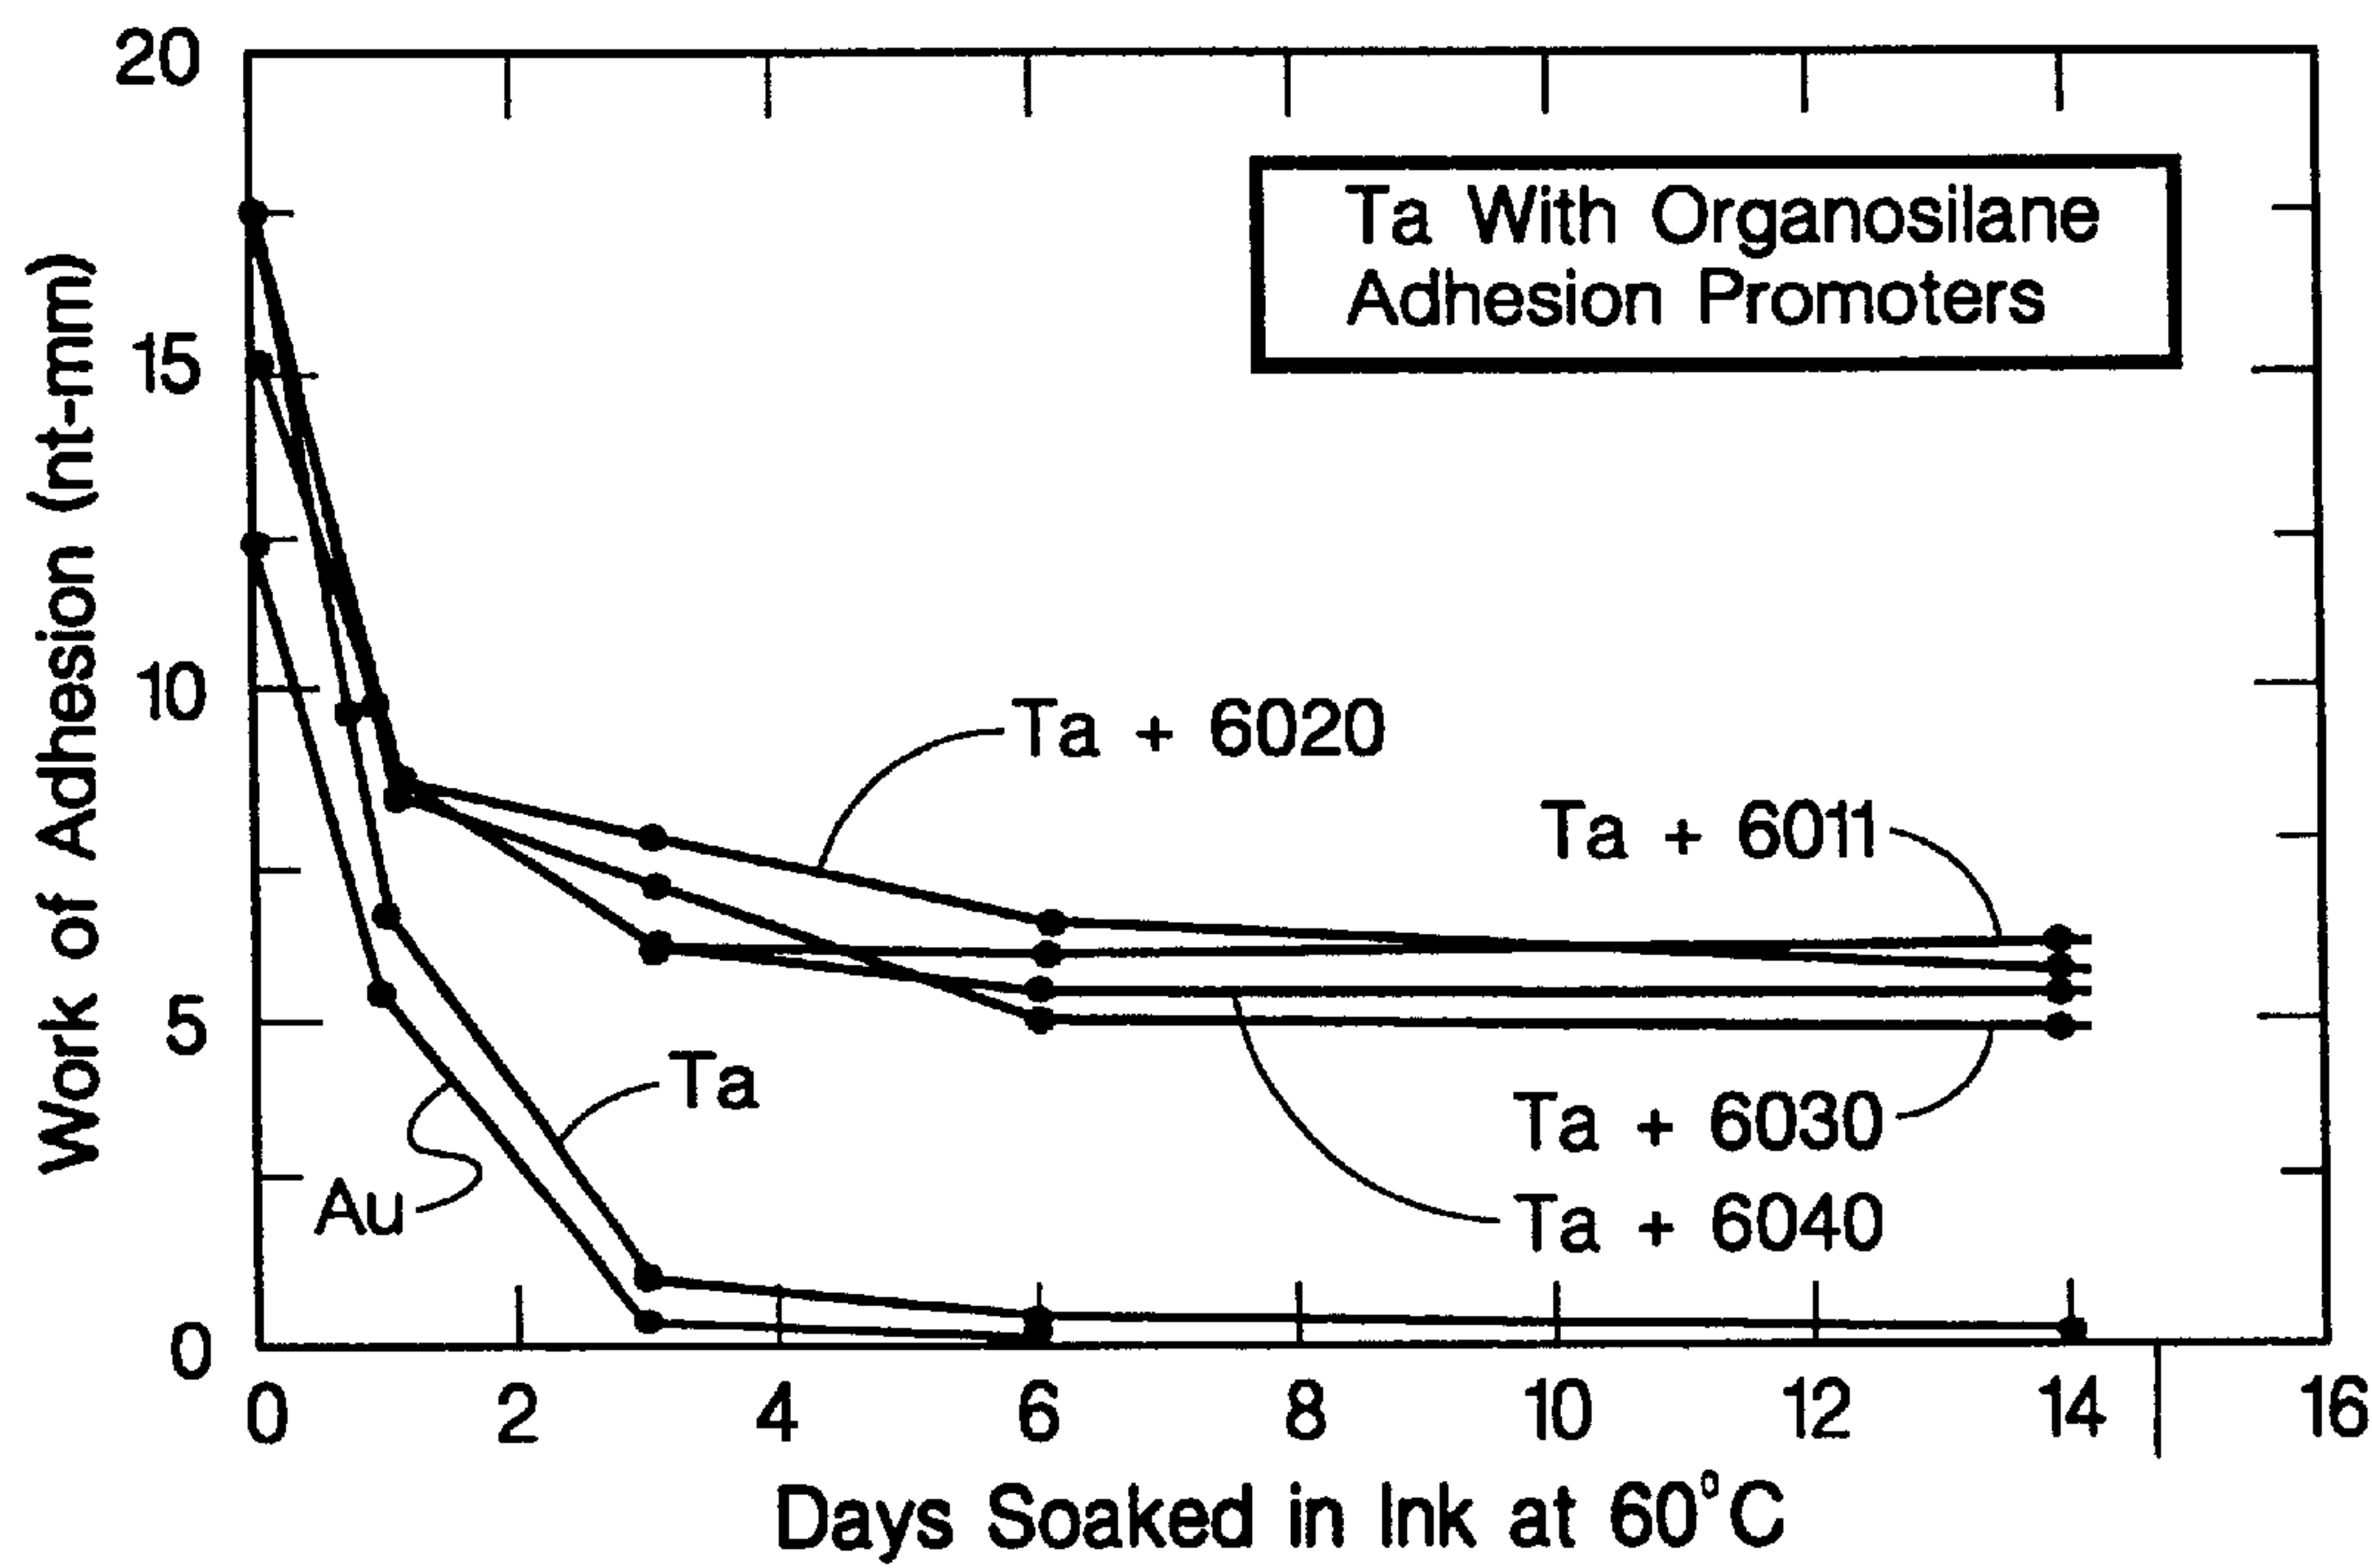 20
15
10
5
0
Work of Adhesion (nt-mm)
Ta With Organosilane
Adhesion Promoters
Ta + 6020
Ta + 6011
Ta
Ta + 6030
Au
Ta + 6040
0 2 4 6 8 10 12 14 16
Days Soaked in Ink at 60°C